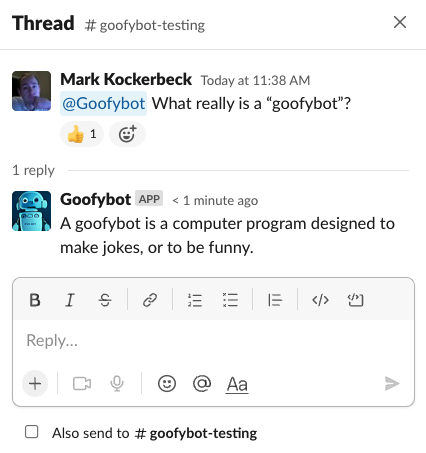 Thread # goofybot-testing
Mark Kockerbeck Today at 11:38 AM
@Goofybot What really is a “goofybot”?
👍 1
1 reply
Goofybot APP < 1 minute ago
A goofybot is a computer program designed to
make jokes, or to be funny.
B I S </>
Reply...
+ @ Aa
Also send to # goofybot-testing